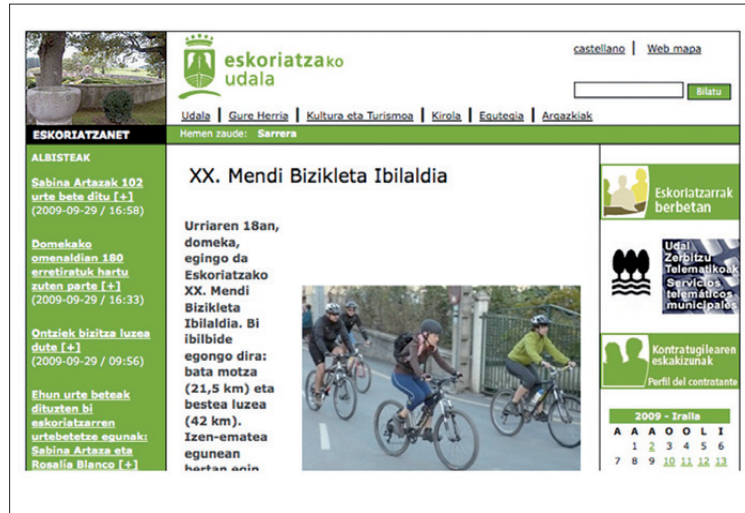 eskoriatzako
udala
castellano | Web mapa
Bilatu
Udala | Gure Herria | Kultura eta Turismoa | Kirola | Egutegia | Argazkiak
ESKORIATZANET
Hemen zaude: Sarrera
ALBISTEAK
Sabina Artazak 102
urte bete ditu [+]
(2009-09-29 / 16:58)
Domekako
omenaldian 180
erretiratuk hartu
zuten parte [+]
(2009-09-29 / 16:33)
Ontziek bizitza luzea
dute [+]
(2009-09-29 / 09:56)
Ehun urte beteak
dituzten bi
eskoriatzarren
urtebetetze egunak:
Sabina Artaza eta
Rosalía Blanco [+]
XX. Mendi Bizikleta Ibilaldia
Urriaren 18an,
domeka,
egingo da
Eskoriatzako
XX. Mendi
Bizikleta
Ibilaldia. Bi
ibilbide
egongo dira:
bata motza
(21,5 km) eta
bestea luzea
(42 km).
Izen-ematea
egunean
bertan egin
Eskoriatzarrak
berbetan
Udal
Zerbitzu
Telematikoak
Servicios
telemáticos
municipales
Kontratugilearen
eskakizunak
Perfil del contratante
2009 - Iralla
A A A O O L I
1 2 3 4 5 6
7 8 9 10 11 12 13